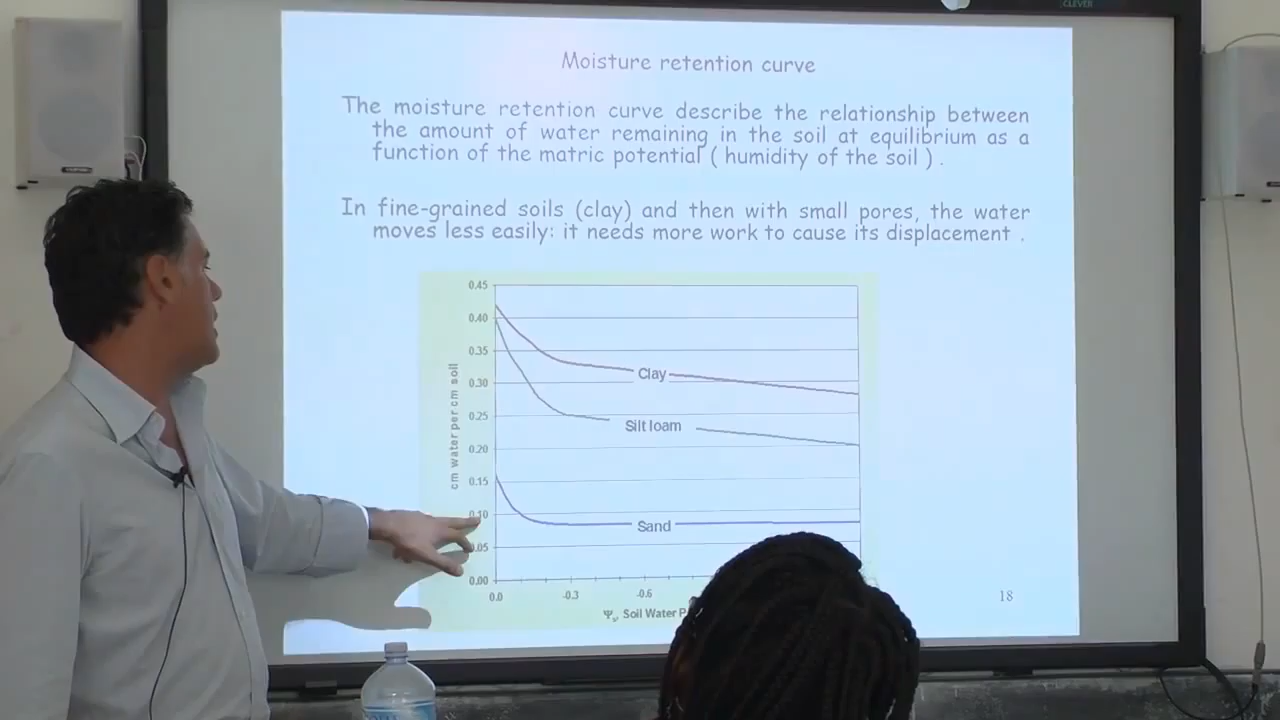 CLEVER
Moisture retention curve
The moisture retention curve describe the relationship between
the amount of water remaining in the soil at equilibrium as a
function of the matric potential ( humidity of the soil ) .
In fine-grained soils (clay) and then with small pores, the water
moves less easily: it needs more work to cause its displacement .
0.45
0.40
0.35
0.30
0.25
0.20
0.15
0.10
0.05
0.00
cm water per cm soil
Clay
Silt loam
Sand
0.0 -0.3 -0.6
Soil Water
18